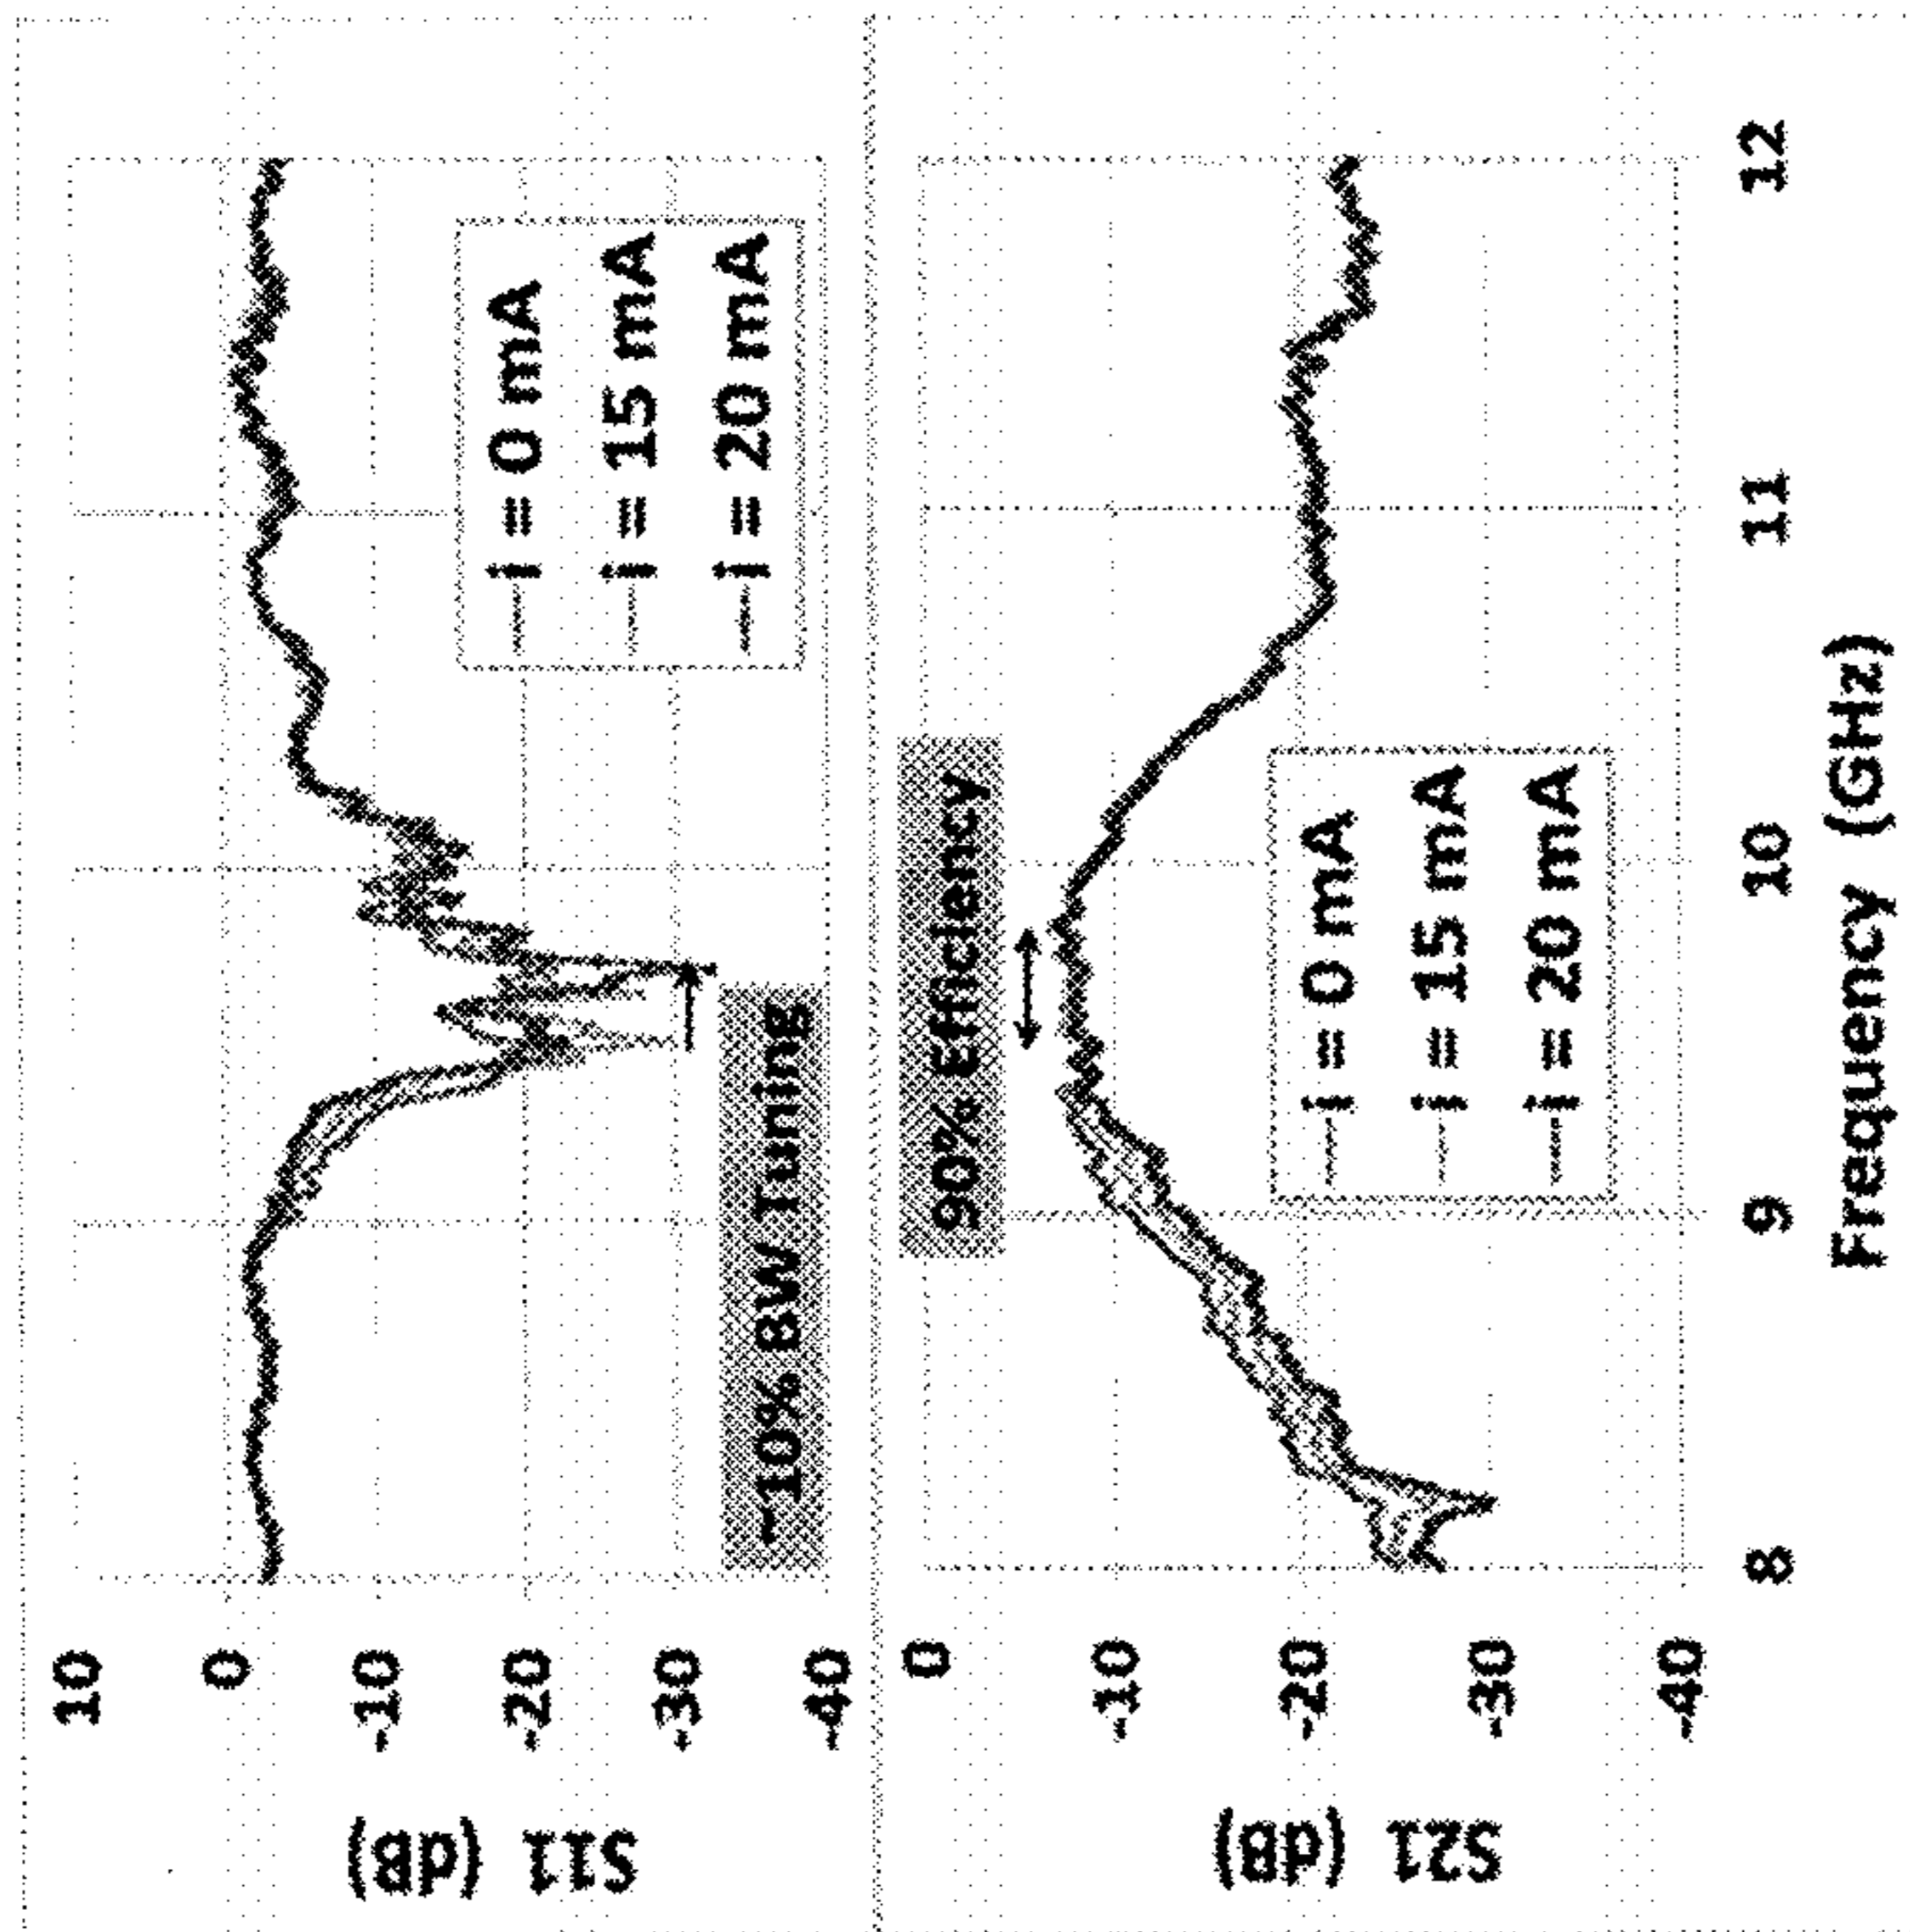 S11 (dB)
10
0
-10
-20
-30
-40
i = 0 mA
i = 15 mA
i = 20 mA
~10% BW Tuning
S21 (dB)
0
-10
-20
-30
-40
90% Efficiency
i = 0 mA
i = 15 mA
i = 20 mA
8
9
10
11
12
Frequency (GHz)